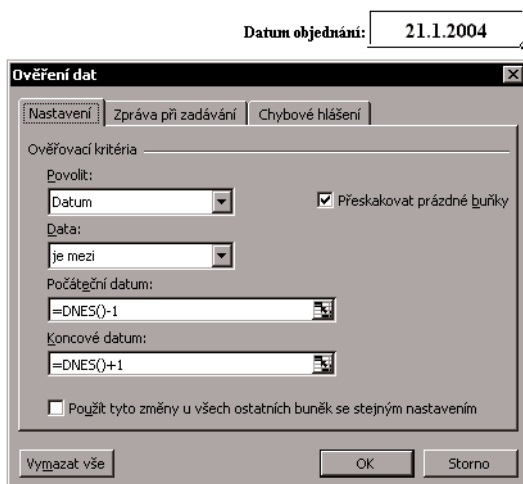 Datum objednání: 21.1.2004
Ověření dat
Nastavení Zpráva při zadávání Chybové hlášení
Ověřovací kritéria
Povolit:
Datum Přeskakovat prázdné buňky
Data:
je mezi
Počáteční datum:
=DNES()-1
Koncové datum:
=DNES()+1
Použít tyto změny u všech ostatních buněk se stejným nastavením
Vymazat vše OK Storno